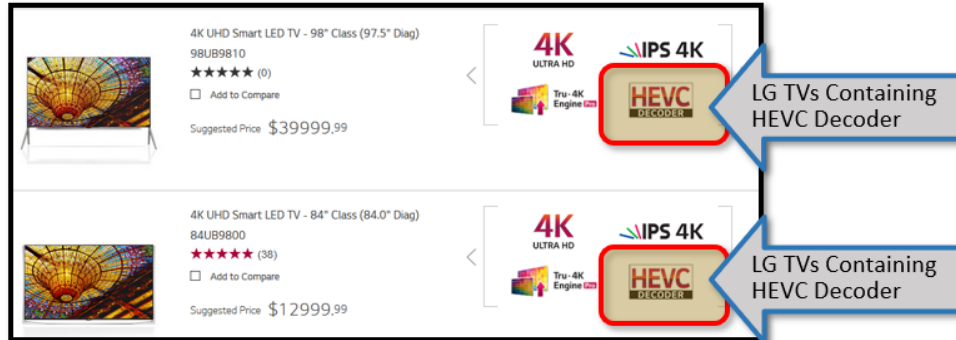 4K UHD Smart LED TV - 98" Class (97.5" Diag)
98UB9810
★★★★★ (0)
Add to Compare
Suggested Price $39999.99
4K
ULTRA HD
IPS 4K
Tru-4K
Engine Pro
HEVC
DECODER
LG TVs Containing
HEVC Decoder
4K UHD Smart LED TV - 84" Class (84.0" Diag)
84UB9800
★★★★★ (38)
Add to Compare
Suggested Price $12999.99
4K
ULTRA HD
IPS 4K
Tru-4K
Engine Pro
HEVC
DECODER
LG TVs Containing
HEVC Decoder